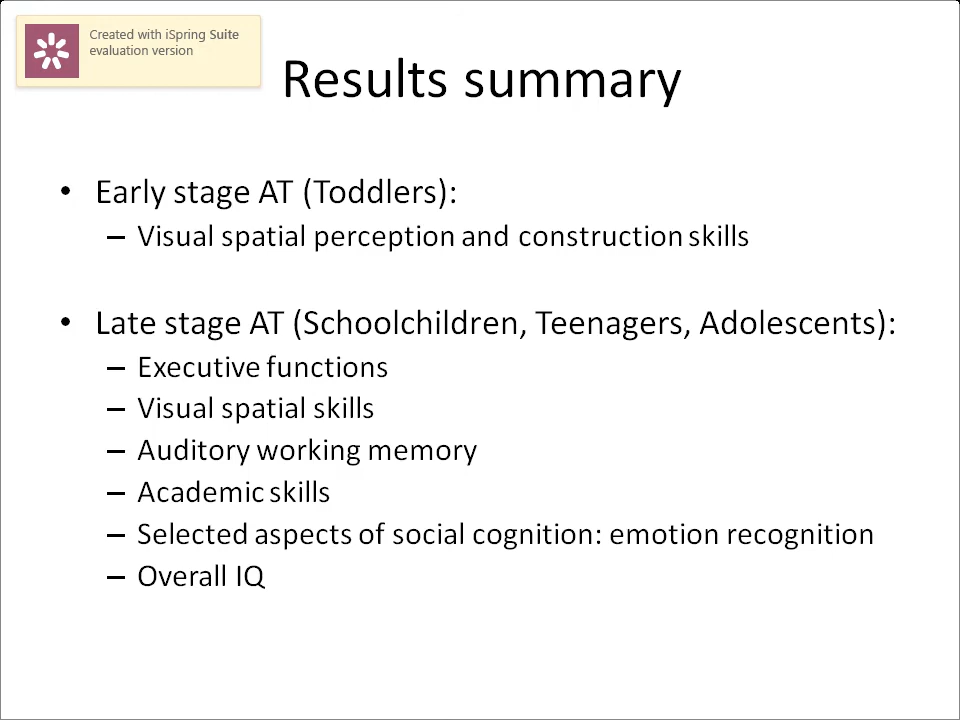 Created with iSpring Suite
evaluation version
Results summary
• Early stage AT (Toddlers):
– Visual spatial perception and construction skills
• Late stage AT (Schoolchildren, Teenagers, Adolescents):
– Executive functions
– Visual spatial skills
– Auditory working memory
– Academic skills
– Selected aspects of social cognition: emotion recognition
– Overall IQ